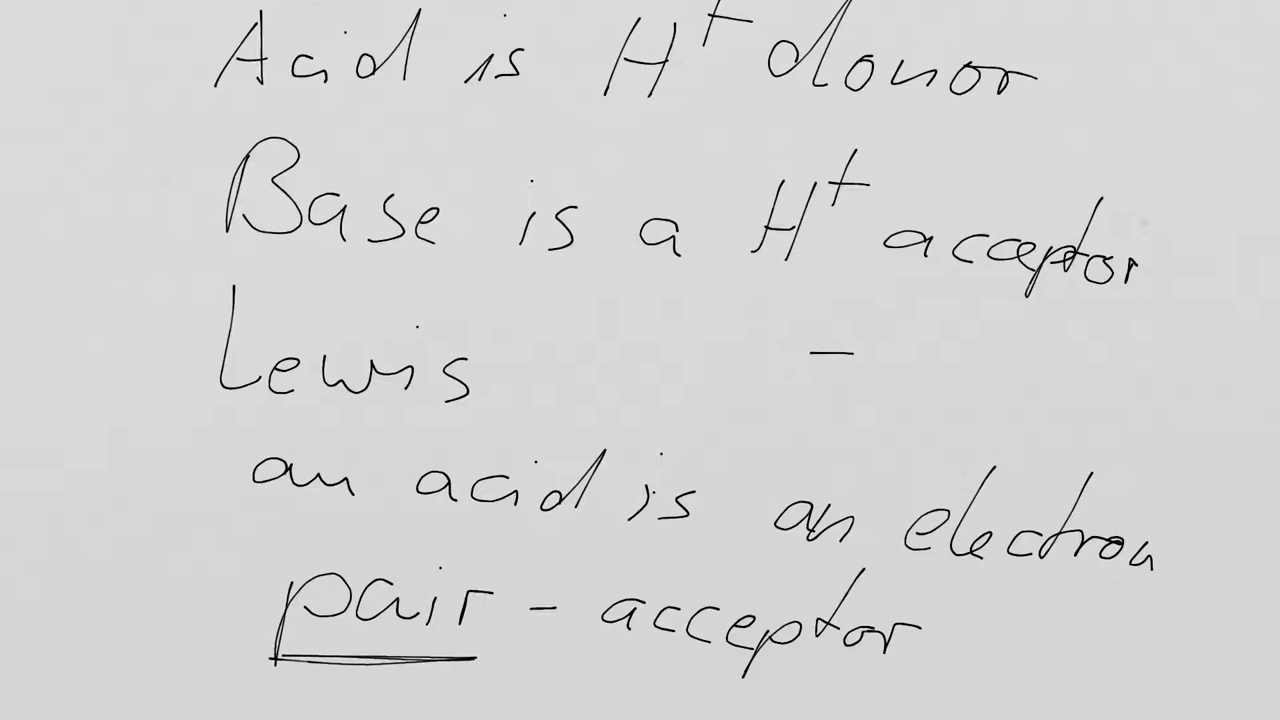 Acid is H⁺ donor
Base is a H⁺ acceptor
Lewis –
an acid is an electron
pair - acceptor